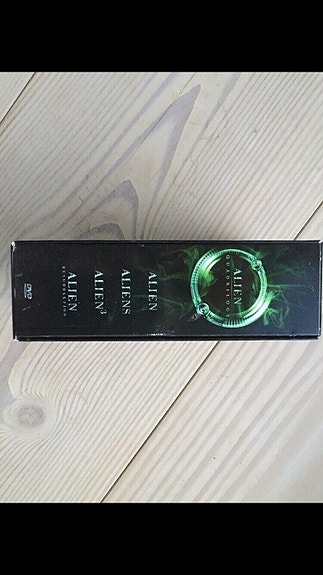 ALIEN
QUADRILOGY
ALIEN
ALIENS
ALIEN³
ALIEN
RESURRECTION
DVD